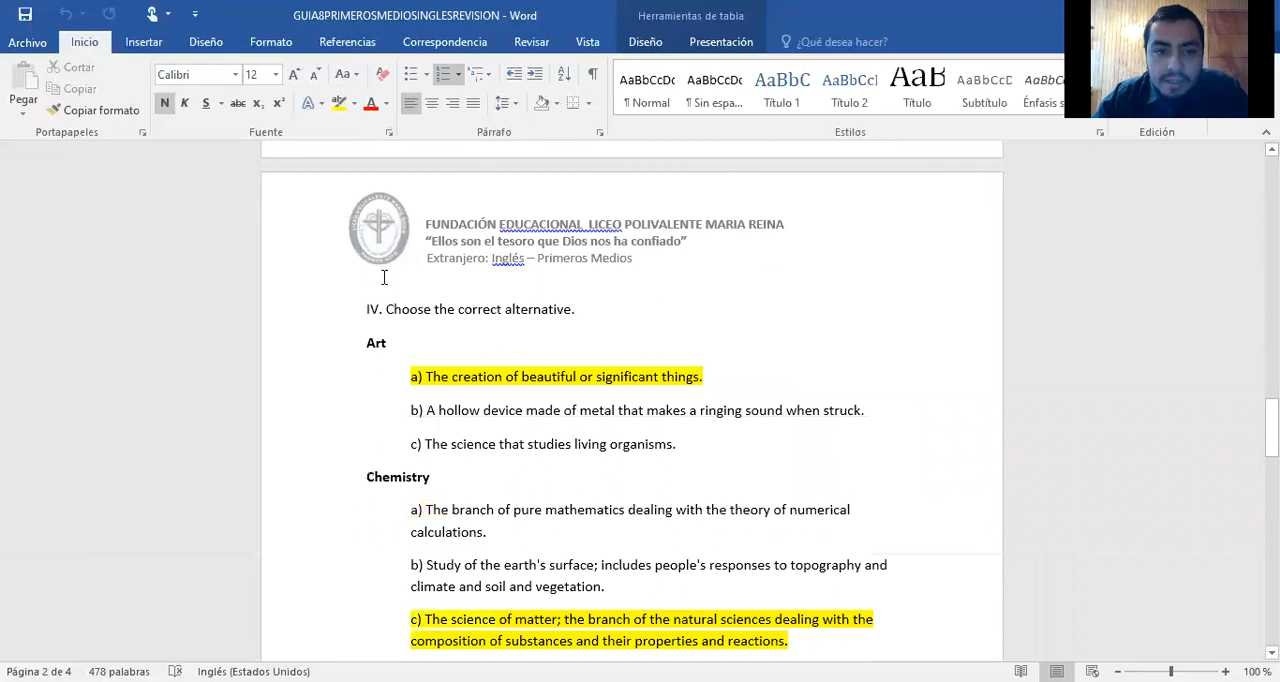 GUIA8PRIMEROSMEDIOSINGLESREVISION - Word
Herramientas de tabla
Archivo Inicio Insertar Diseño Formato Referencias Correspondencia Revisar Vista Diseño Presentación ¿Qué desea hacer?
Pegar
Cortar
Copiar
Copiar formato
Portapapeles
Calibri 12
N K S abc x₂ x²
Fuente
Párrafo
AaBbCcDc AaBbCcDc AaBbC AaBbCcI AaB AaBbCcD
¶ Normal ¶ Sin espa... Título 1 Título 2 Título Subtítulo Énfasis s
Estilos
Edición
FUNDACIÓN EDUCACIONAL LICEO POLIVALENTE MARIA REINA
“Ellos son el tesoro que Dios nos ha confiado”
Extranjero: Inglés – Primeros Medios
IV. Choose the correct alternative.
Art
a) The creation of beautiful or significant things.
b) A hollow device made of metal that makes a ringing sound when struck.
c) The science that studies living organisms.
Chemistry
a) The branch of pure mathematics dealing with the theory of numerical
calculations.
b) Study of the earth's surface; includes people's responses to topography and
climate and soil and vegetation.
c) The science of matter; the branch of the natural sciences dealing with the
composition of substances and their properties and reactions.
Página 2 de 4 478 palabras Inglés (Estados Unidos) 100 %